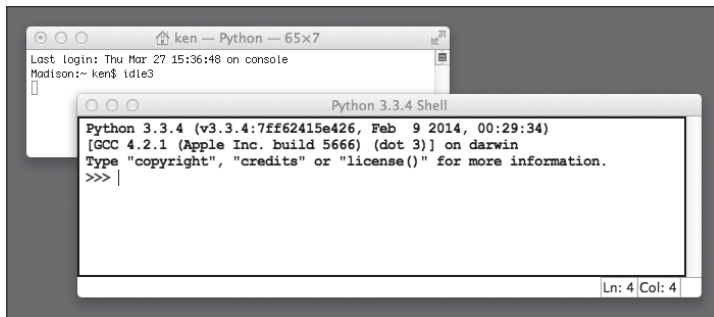 ken — Python — 65×7
Last login: Thu Mar 27 15:36:48 on console
Madison:~ ken$ idle3
Python 3.3.4 Shell
Python 3.3.4 (v3.3.4:7ff62415e426, Feb  9 2014, 00:29:34)
[GCC 4.2.1 (Apple Inc. build 5666) (dot 3)] on darwin
Type "copyright", "credits" or "license()" for more information.
>>>
Ln: 4 Col: 4